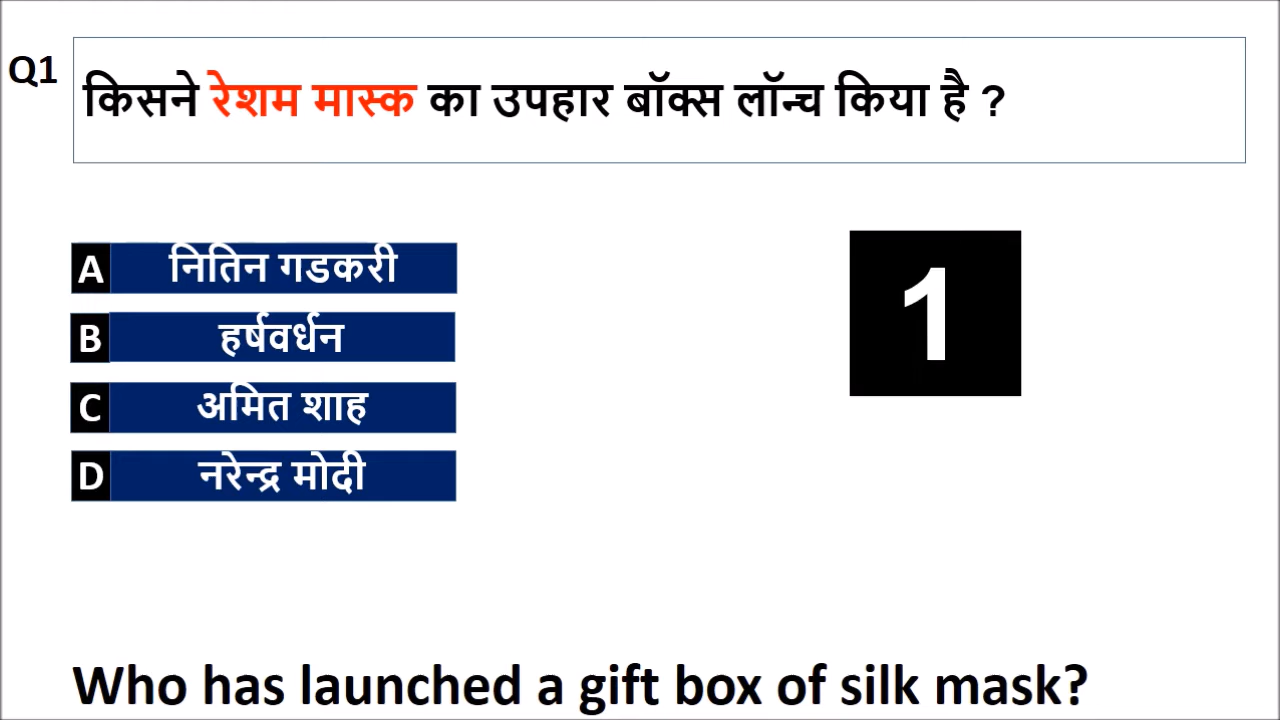 Q1
किसने रेशम मास्क का उपहार बॉक्स लॉन्च किया है ?
A नितिन गडकरी
1
B हर्षवर्धन
C अमित शाह
D नरेन्द्र मोदी
Who has launched a gift box of silk mask?